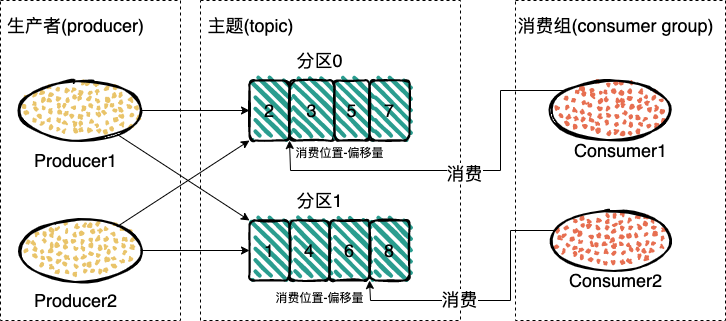 生产者(producer)
主题(topic)
消费组(consumer group)
分区0
2 3 5 7
消费位置-偏移量
Producer1
Consumer1
消费
分区1
1 4 6 8
消费位置-偏移量
Producer2
Consumer2
消费